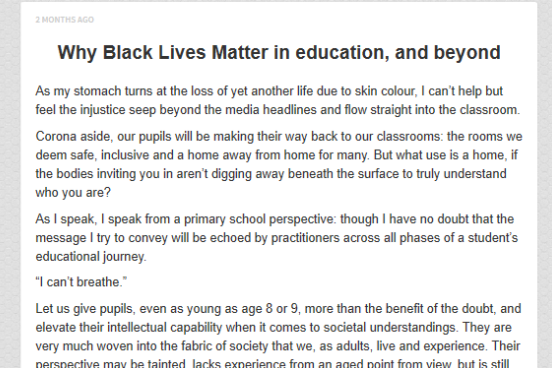 2 MONTHS AGO
Why Black Lives Matter in education, and beyond
As my stomach turns at the loss of yet another life due to skin colour, I can't help but
feel the injustice seep beyond the media headlines and flow straight into the classroom.
Corona aside, our pupils will be making their way back to our classrooms: the rooms we
deem safe, inclusive and a home away from home for many. But what use is a home, if
the bodies inviting you in aren't digging away beneath the surface to truly understand
who you are?
As I speak, I speak from a primary school perspective: though I have no doubt that the
message I try to convey will be echoed by practitioners across all phases of a student's
educational journey.
“I can't breathe.”
Let us give pupils, even as young as age 8 or 9, more than the benefit of the doubt, and
elevate their intellectual capability when it comes to societal understandings. They are
very much woven into the fabric of society that we, as adults, live and experience. Their
perspective may be tainted, lacks experience from an aged point from view, but is still